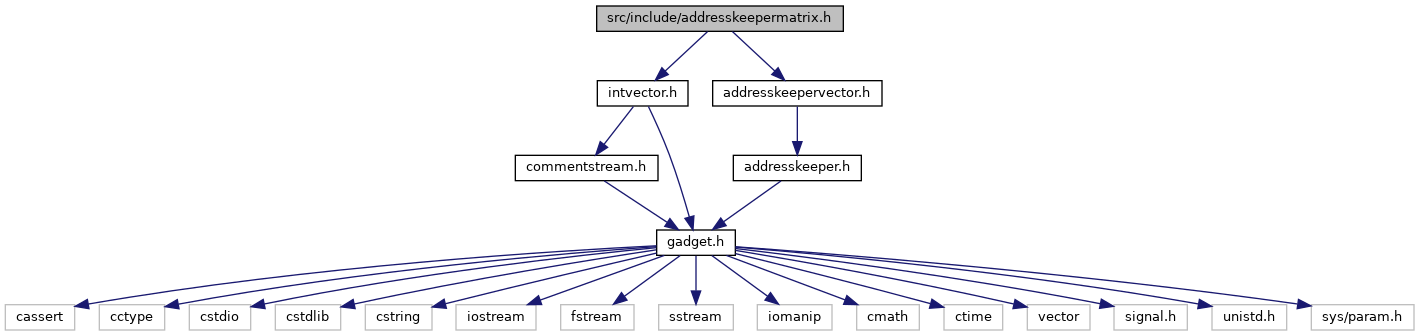 src/include/addresskeepermatrix.h
intvector.h
addresskeepervector.h
commentstream.h
addresskeeper.h
gadget.h
cassert
cctype
cstdio
cstdlib
cstring
iostream
fstream
sstream
iomanip
cmath
ctime
vector
signal.h
unistd.h
sys/param.h